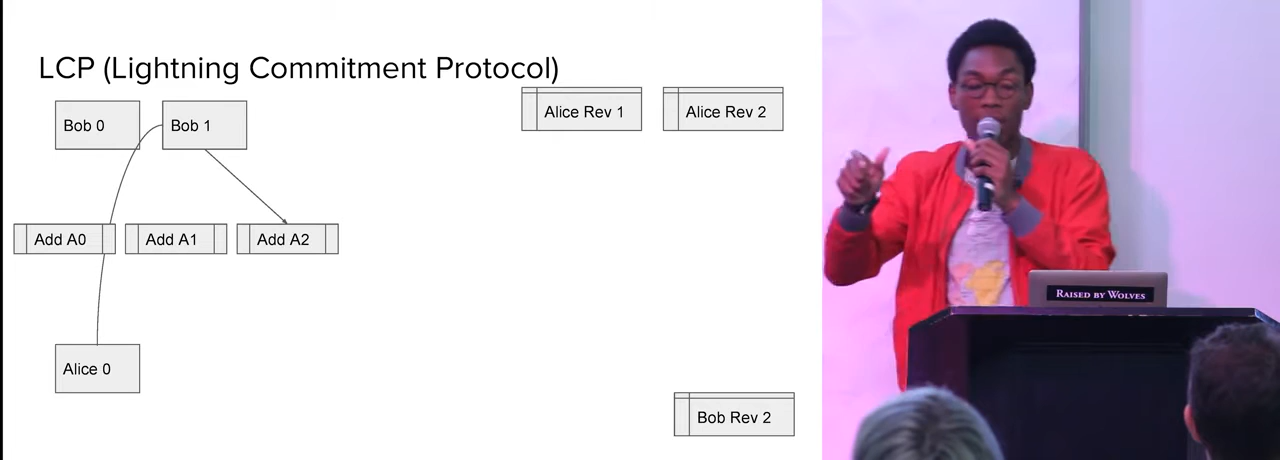 LCP (Lightning Commitment Protocol)
Bob 0
Bob 1
Alice Rev 1
Alice Rev 2
Add A0
Add A1
Add A2
Alice 0
Bob Rev 2
RAISED BY WOLVES